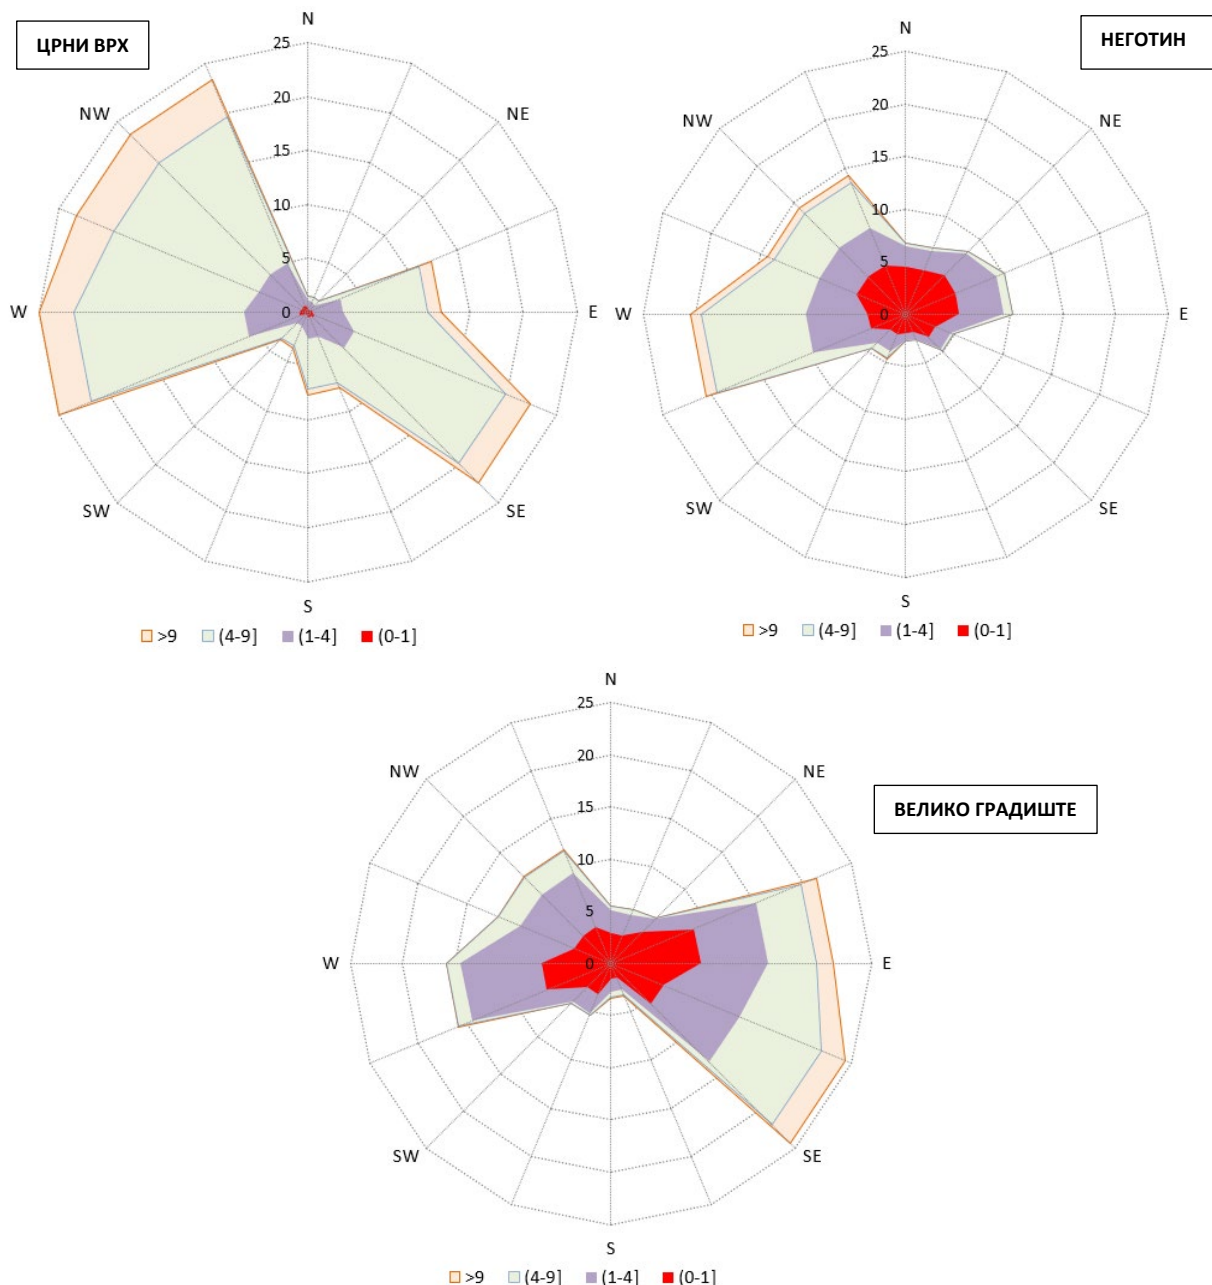 ЦРНИ ВРХ
N
25
20
15
10
5
0
NW
NE
W
E
SW
SE
S
>9 (4-9] (1-4] (0-1]
НЕГОТИН
N
25
20
15
10
5
0
NW
NE
W
E
SW
SE
S
>9 (4-9] (1-4] (0-1]
ВЕЛИКО ГРАДИШТЕ
N
25
20
15
10
5
0
NW
NE
W
E
SW
SE
S
>9 (4-9] (1-4] (0-1]